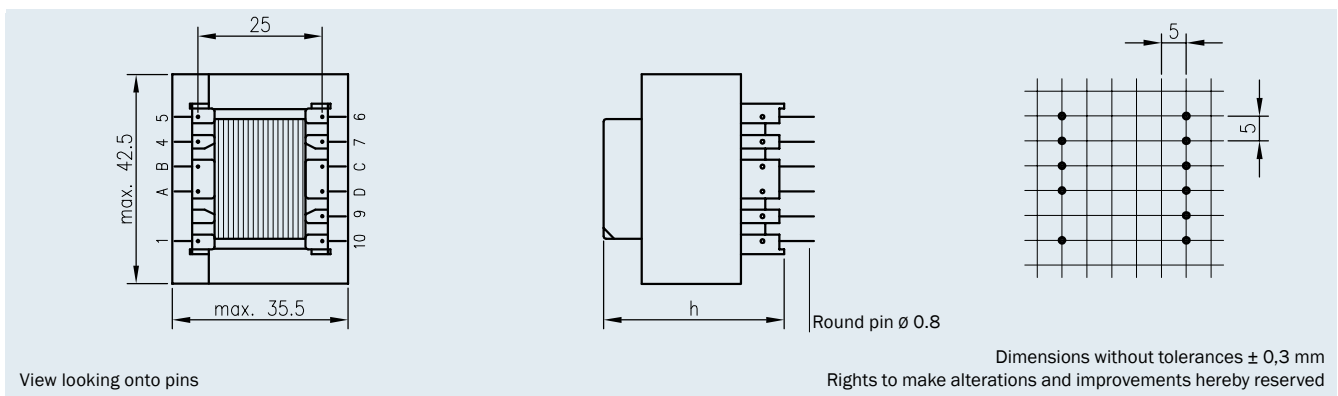 25
5
max. 42.5
5 6
4 7
B C
A D
9
1 10
5
max. 35.5
h
Round pin ø 0.8
Dimensions without tolerances ± 0,3 mm
View looking onto pins
Rights to make alterations and improvements hereby reserved